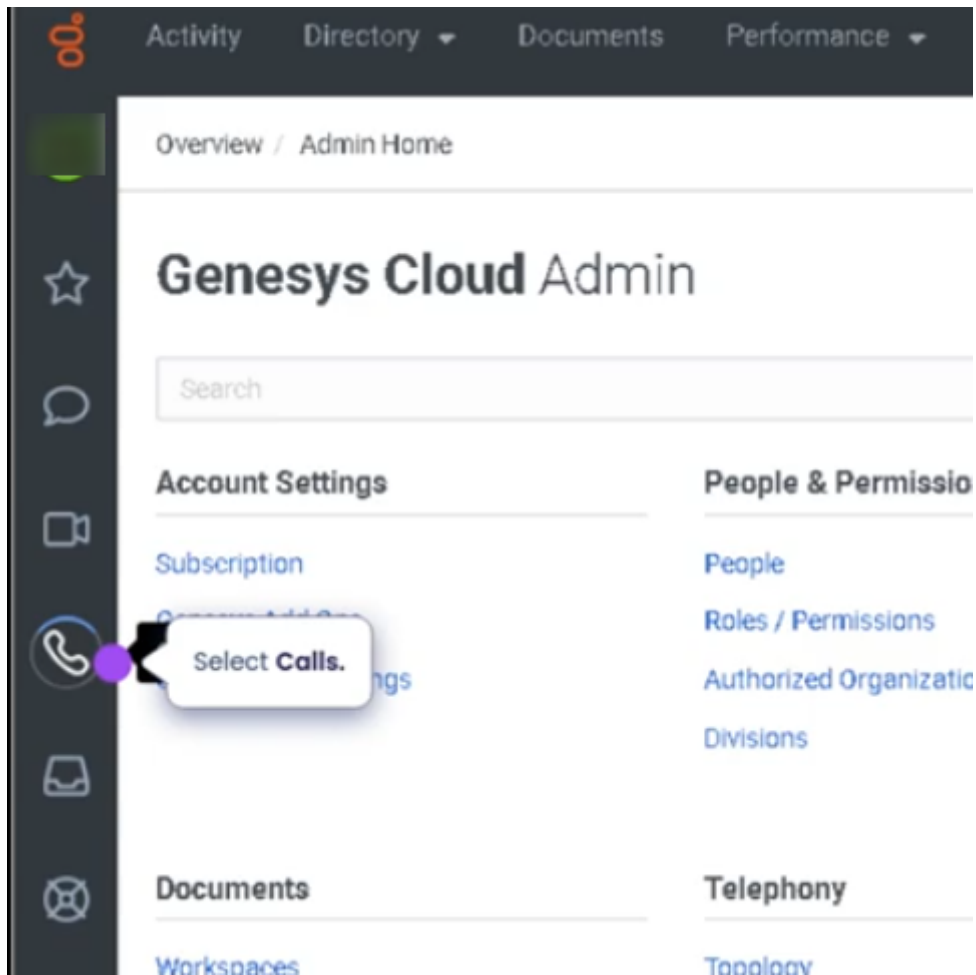 Activity Directory Documents Performance
Overview / Admin Home
Genesys Cloud Admin
Search
Account Settings
People & Permissio
Subscription
People
Roles / Permissions
Select Calls.
ngs
Authorized Organizatio
Divisions
Documents
Telephony
Workspaces
Topology